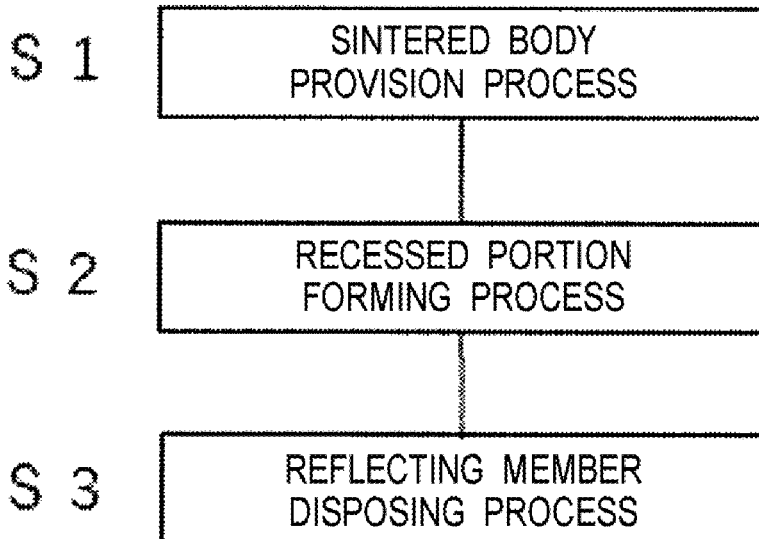 S 1
SINTERED BODY
PROVISION PROCESS
S 2
RECESSED PORTION
FORMING PROCESS
S 3
REFLECTING MEMBER
DISPOSING PROCESS